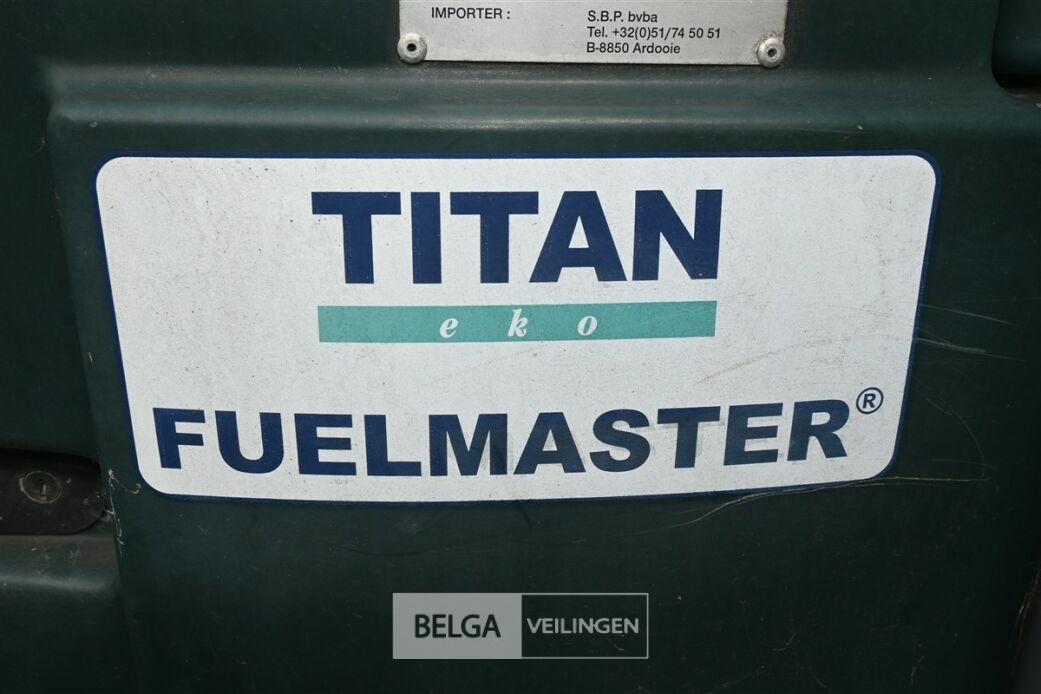 IMPORTER : S.B.P. bvba
Tel. +32(0)51/74 50 51
B-8850 Ardooie
TITAN
eko
FUELMASTER®
BELGA VEILINGEN